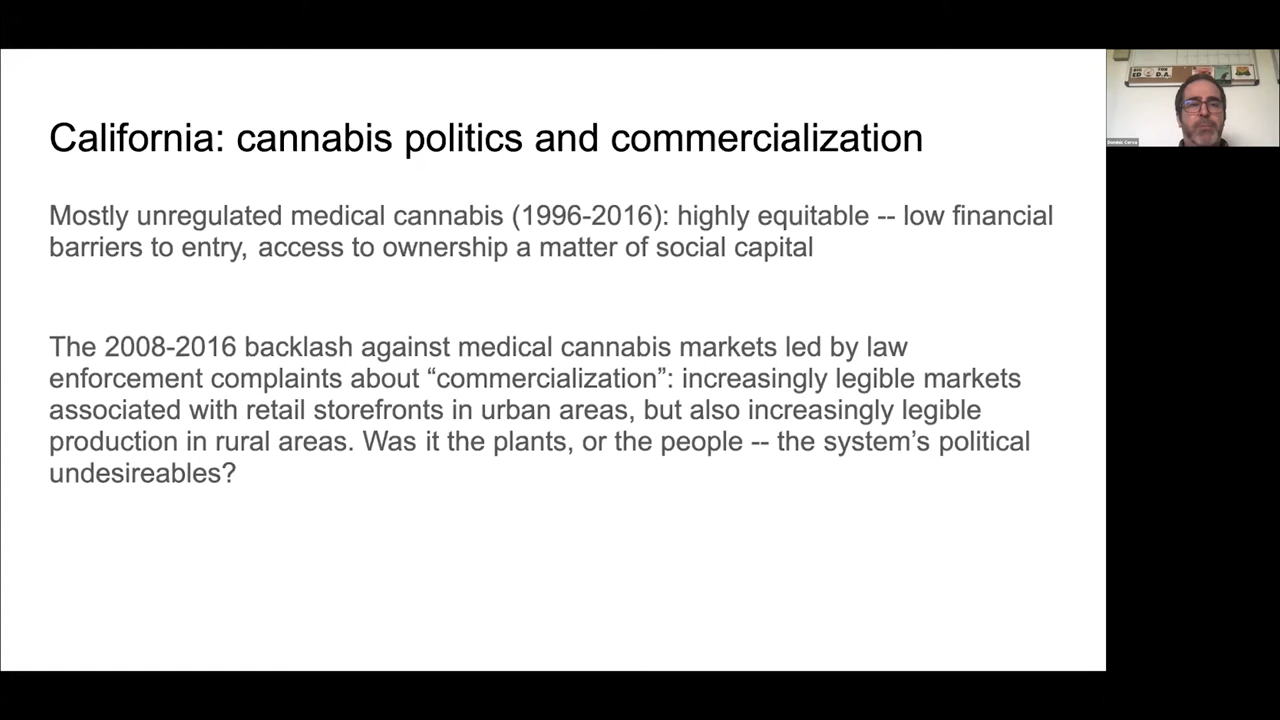 California: cannabis politics and commercialization
Mostly unregulated medical cannabis (1996-2016): highly equitable -- low financial
barriers to entry, access to ownership a matter of social capital
The 2008-2016 backlash against medical cannabis markets led by law
enforcement complaints about “commercialization”: increasingly legible markets
associated with retail storefronts in urban areas, but also increasingly legible
production in rural areas. Was it the plants, or the people -- the system’s political
undesireables?
BIG
ED
FOX
D.A.